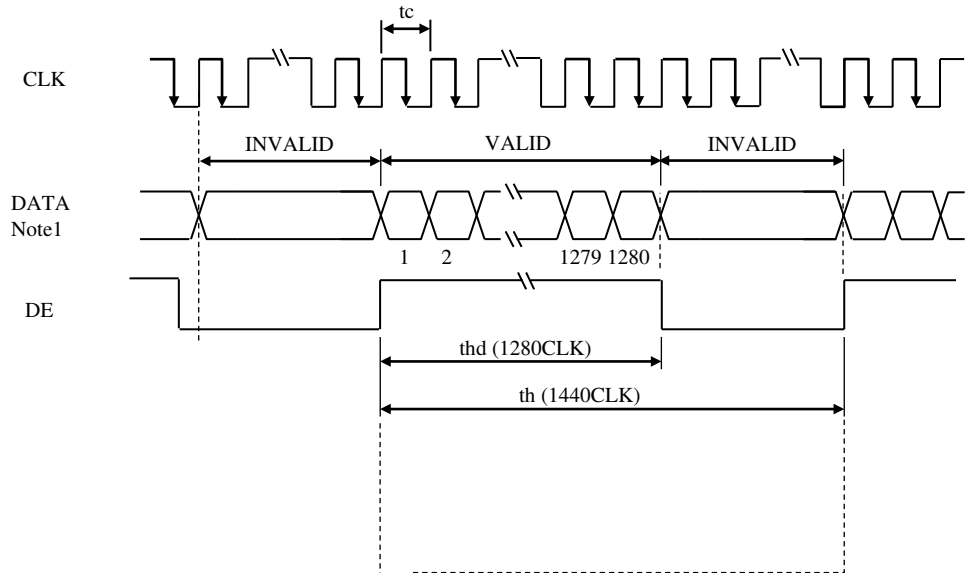 tc
CLK
INVALID VALID INVALID
DATA
Note1
1 2 1279 1280
DE
thd (1280CLK)
th (1440CLK)